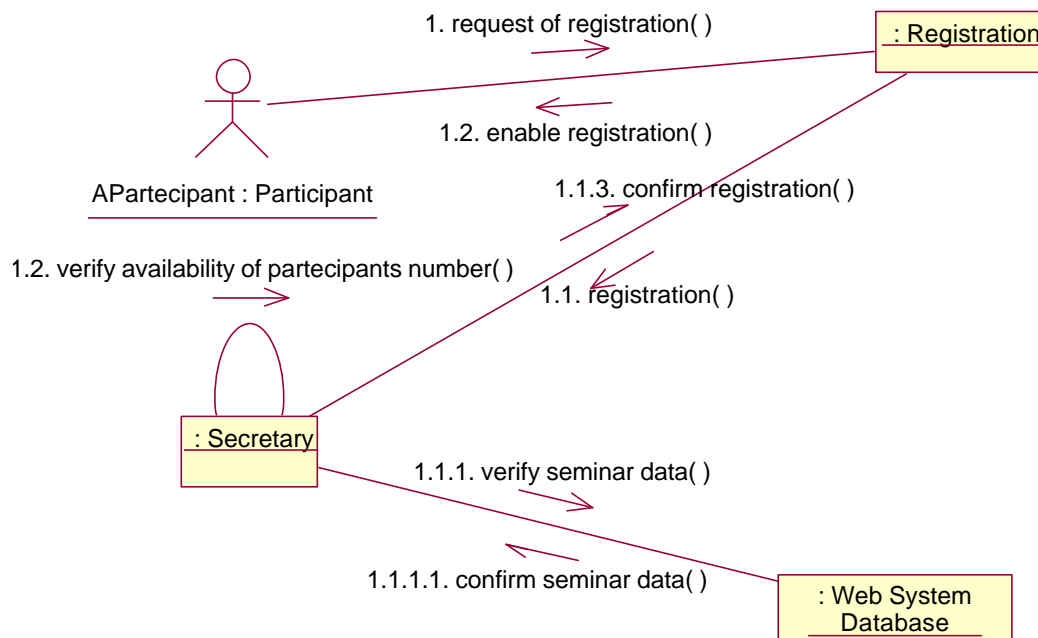 1. request of registration( )
: Registration
1.2. enable registration( )
APartecipant : Participant
1.1.3. confirm registration( )
1.2. verify availability of partecipants number( )
1.1. registration( )
: Secretary
1.1.1. verify seminar data( )
1.1.1.1. confirm seminar data( )
: Web System
Database